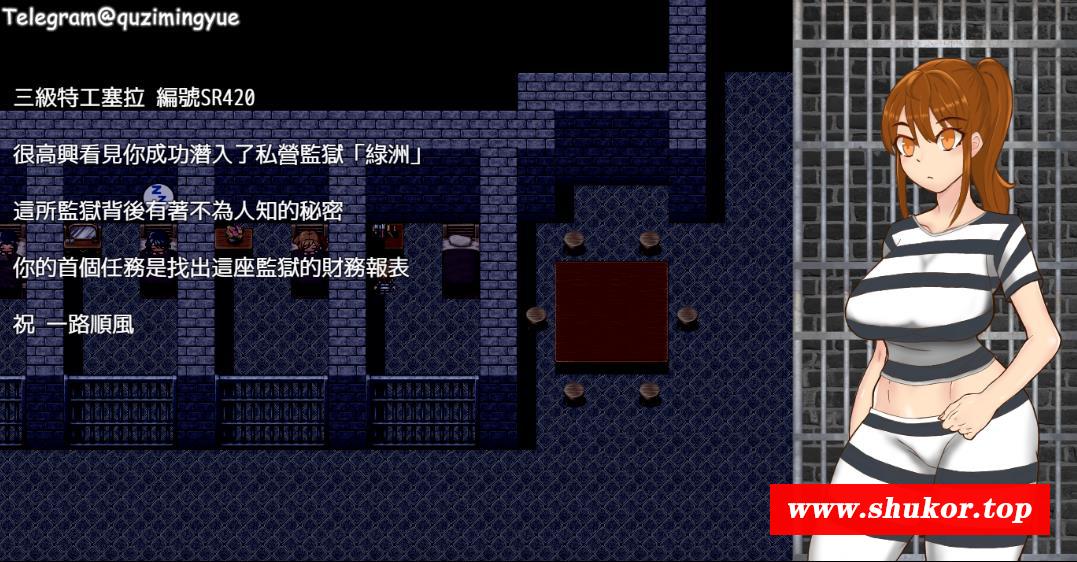 Telegram@quzimingyue
三級特工塞拉 編號SR420
很高興看見你成功潛入了私營監獄「綠洲」
這所監獄背後有著不為人知的秘密
你的首個任務是找出這座監獄的財務報表
祝 一路順風
Z
Z
www.shukor.top